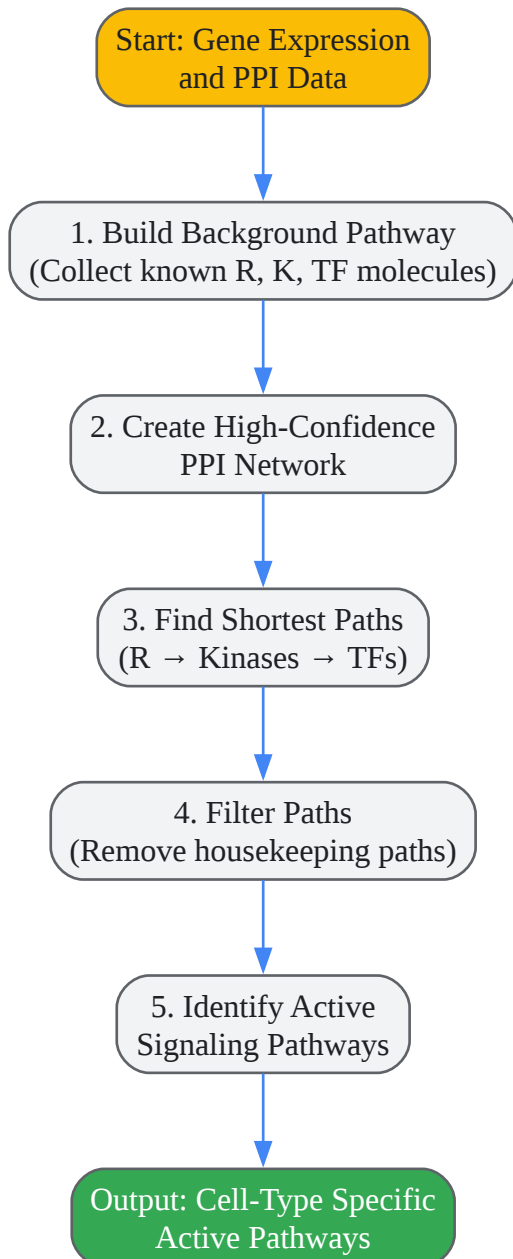 Start: Gene Expression
and PPI Data
1. Build Background Pathway
(Collect known R, K, TF molecules)
2. Create High-Confidence
PPI Network
3. Find Shortest Paths
(R → Kinases → TFs)
4. Filter Paths
(Remove housekeeping paths)
5. Identify Active
Signaling Pathways
Output: Cell-Type Specific
Active Pathways